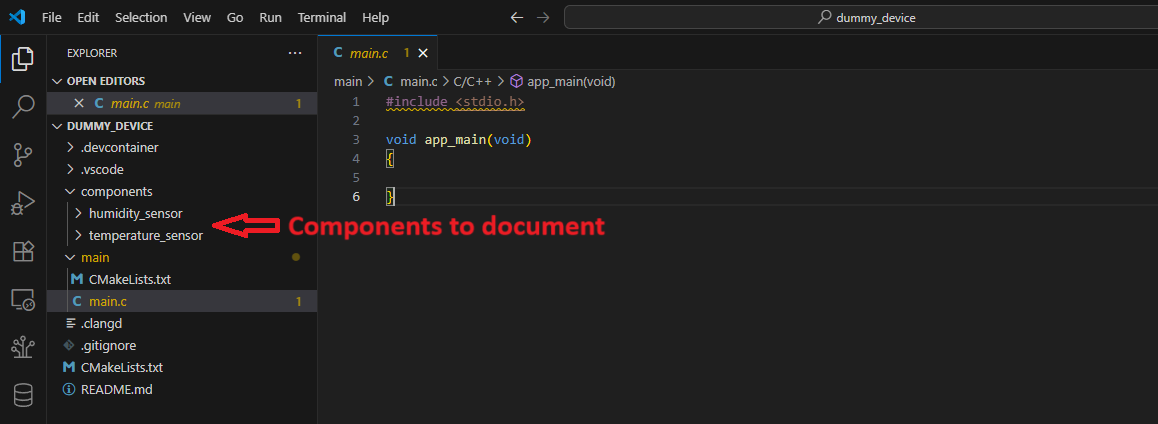 File Edit Selection View Go Run Terminal Help
dummy_device
EXPLORER
OPEN EDITORS
C main.c main 1
DUMMY_DEVICE
.devcontainer
.vscode
components
humidity_sensor
temperature_sensor
main
M CMakeLists.txt
C main.c 1
.clangd
.gitignore
M CMakeLists.txt
README.md
C main.c 1
main > C main.c > C/C++ > app_main(void)
1 #include <stdio.h>
2
3 void app_main(void)
4 {
5
6 }
Components to document